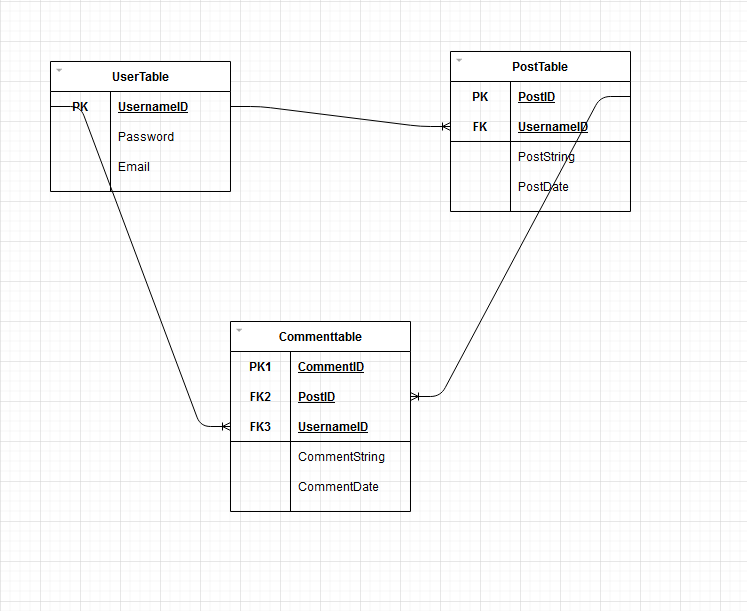 UserTable
PK UsernameID
Password
Email
PostTable
PK PostID
FK UsernameID
PostString
PostDate
Commenttable
PK1 CommentID
FK2 PostID
FK3 UsernameID
CommentString
CommentDate